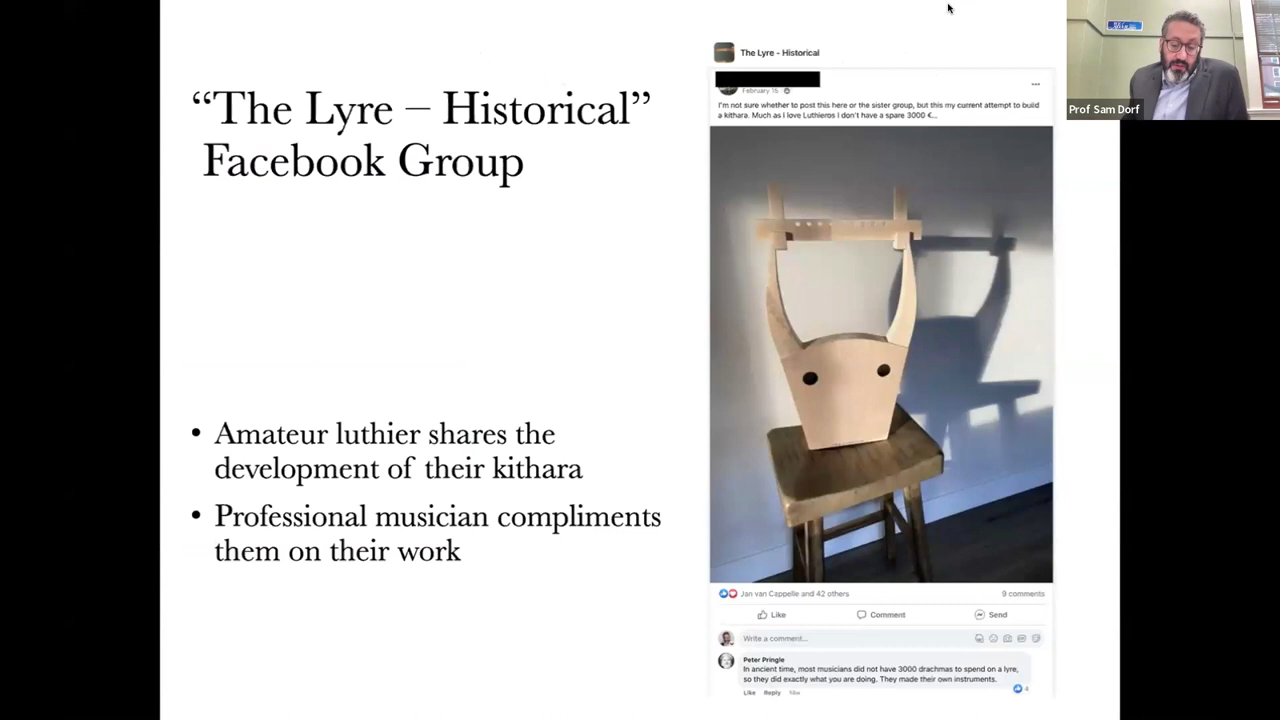 “The Lyre – Historical”
Facebook Group
• Amateur luthier shares the
development of their kithara
• Professional musician compliments
them on their work
The Lyre - Historical
February 15
I'm not sure whether to post this here or the sister group, but this my current attempt to build
a kithara. Much as I love Luthieros I don't have a spare 3000 €...
Jan van Cappelle and 42 others
9 comments
Like
Comment
Send
Write a comment...
Peter Pringle
In ancient time, most musicians did not have 3000 drachmas to spend on a lyre,
so they did exactly what you are doing. They made their own instruments.
4
Like Reply
Prof Sam Dorf